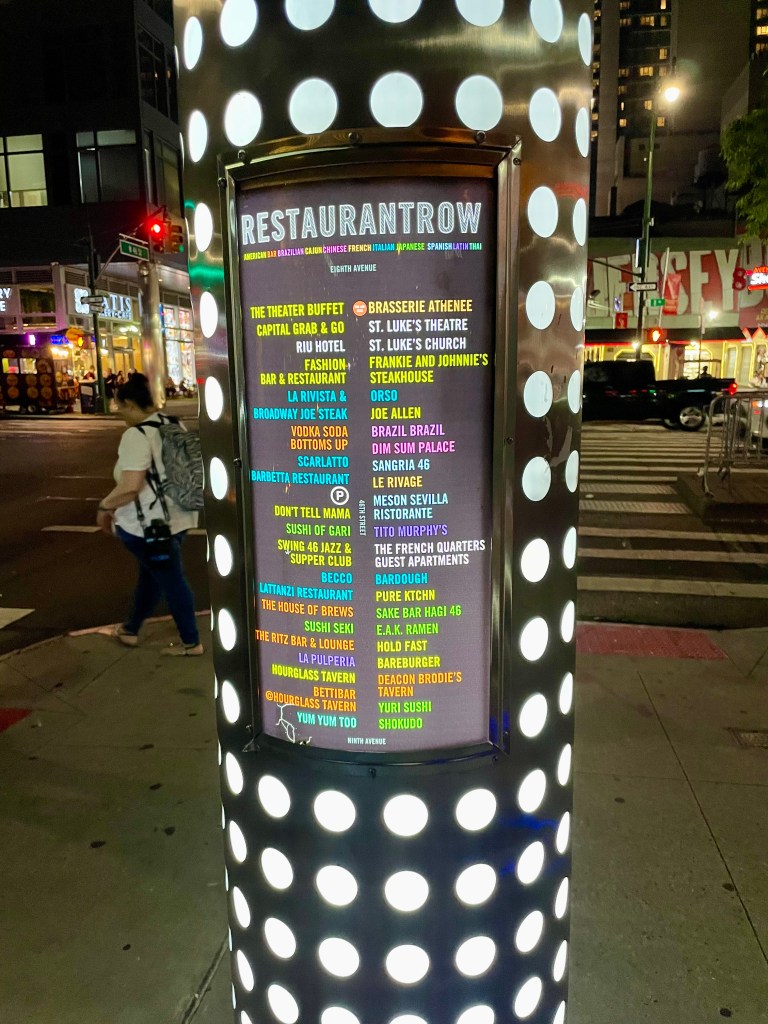 RESTAURANTROW
AMERICAN BAR BRAZILIAN CAJUN CHINESE FRENCH ITALIAN JAPANESE SPANISH LATIN THAI
EIGHTH AVENUE
THE THEATER BUFFET
CAPITAL GRAB & GO
RIU HOTEL
FASHION
BAR & RESTAURANT
LA RIVISTA &
BROADWAY JOE STEAK
VODKA SODA
BOTTOMS UP
SCARLATTO
BARBETTA RESTAURANT
P
DON'T TELL MAMA
SUSHI OF GARI
SWING 46 JAZZ &
SUPPER CLUB
BECCO
LATTANZI RESTAURANT
THE HOUSE OF BREWS
SUSHI SEKI
THE RITZ BAR & LOUNGE
LA PULPERIA
HOURGLASS TAVERN
BETTIBAR
@HOURGLASS TAVERN
YUM YUM TOO
46TH STREET
BRASSERIE ATHENEE
ST. LUKE'S THEATRE
ST. LUKE'S CHURCH
FRANKIE AND JOHNNIE'S
STEAKHOUSE
ORSO
JOE ALLEN
BRAZIL BRAZIL
DIM SUM PALACE
SANGRIA 46
LE RIVAGE
MESON SEVILLA
RISTORANTE
TITO MURPHY'S
THE FRENCH QUARTERS
GUEST APARTMENTS
BARDOUGH
PURE KTCHN
SAKE BAR HAGI 46
E.A.K. RAMEN
HOLD FAST
BAREBURGER
DEACON BRODIE'S
TAVERN
YURI SUSHI
SHOKUDO
NINTH AVENUE
JERSEY